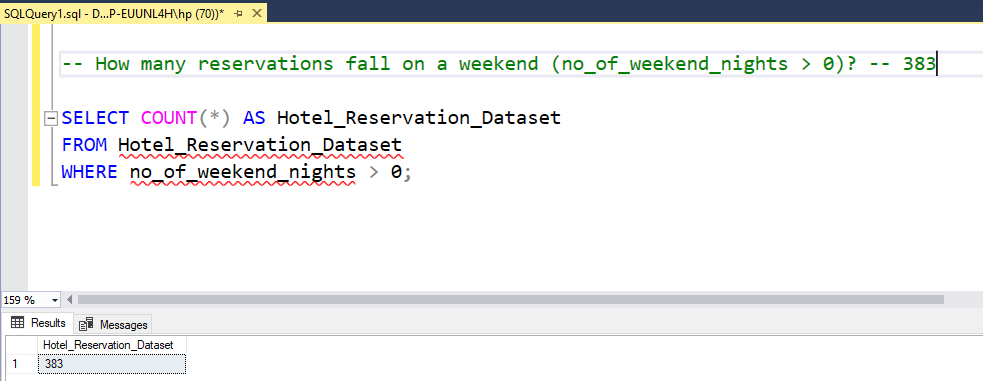 SQLQuery1.sql - D...P-EUUNL4H\hp (70))*
-- How many reservations fall on a weekend (no_of_weekend_nights > 0)? -- 383
SELECT COUNT(*) AS Hotel_Reservation_Dataset
FROM Hotel_Reservation_Dataset
WHERE no_of_weekend_nights > 0;
159 %
Results Messages
Hotel_Reservation_Dataset
1 383